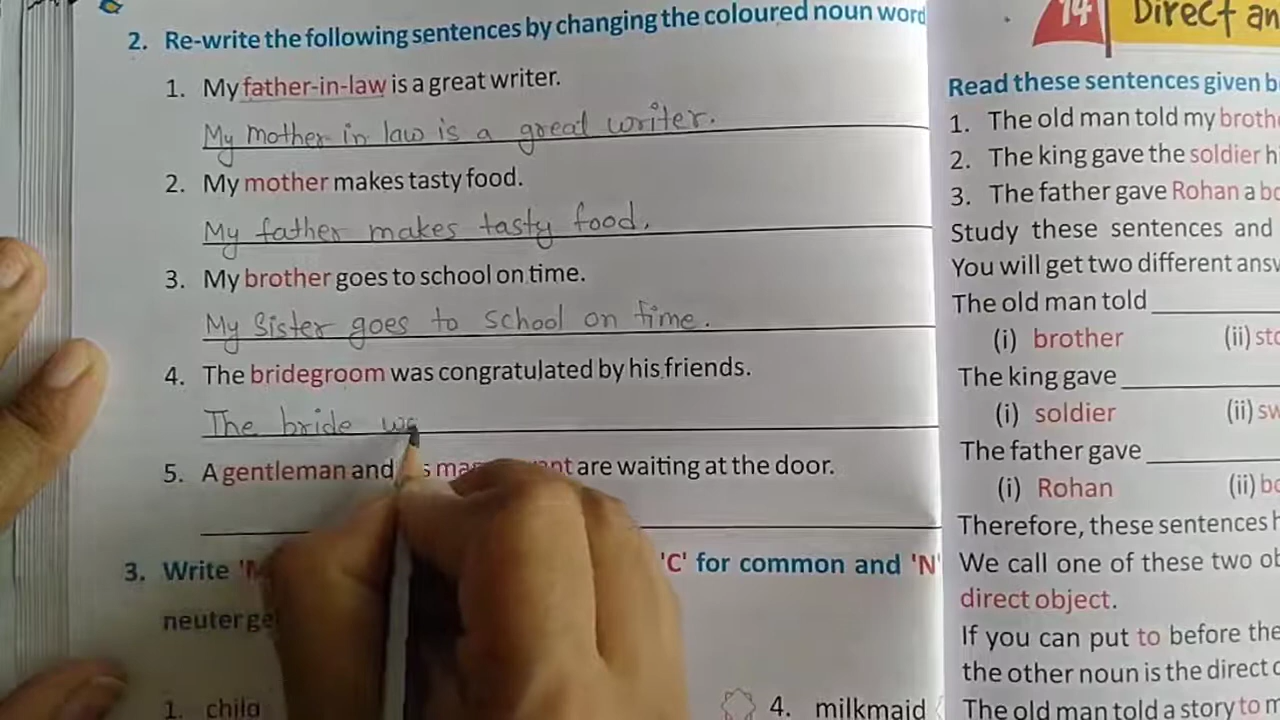 2. Re-write the following sentences by changing the coloured noun word
1. My father-in-law is a great writer.
My mother-in law is a great writer.
2. My mother makes tasty food.
My father makes tasty food.
3. My brother goes to school on time.
My Sister goes to school on time.
4. The bridegroom was congratulated by his friends.
The bride
5. A gentleman and are waiting at the door.
3. Write 'C' for common and 'N'
neuter
1. child
4. milkmaid
14 Direct an
Read these sentences given
1. The old man told my
2. The king gave the soldier
3. The father gave Rohan a
Study these sentences and
You will get two different
The old man told
(i) brother (ii)
The king gave
(i) soldier (ii)
The father gave
(i) Rohan (ii)
Therefore, these sentences
We call one of these two
direct object.
If you can put to before the
the other noun is the direct
The old man told a story to